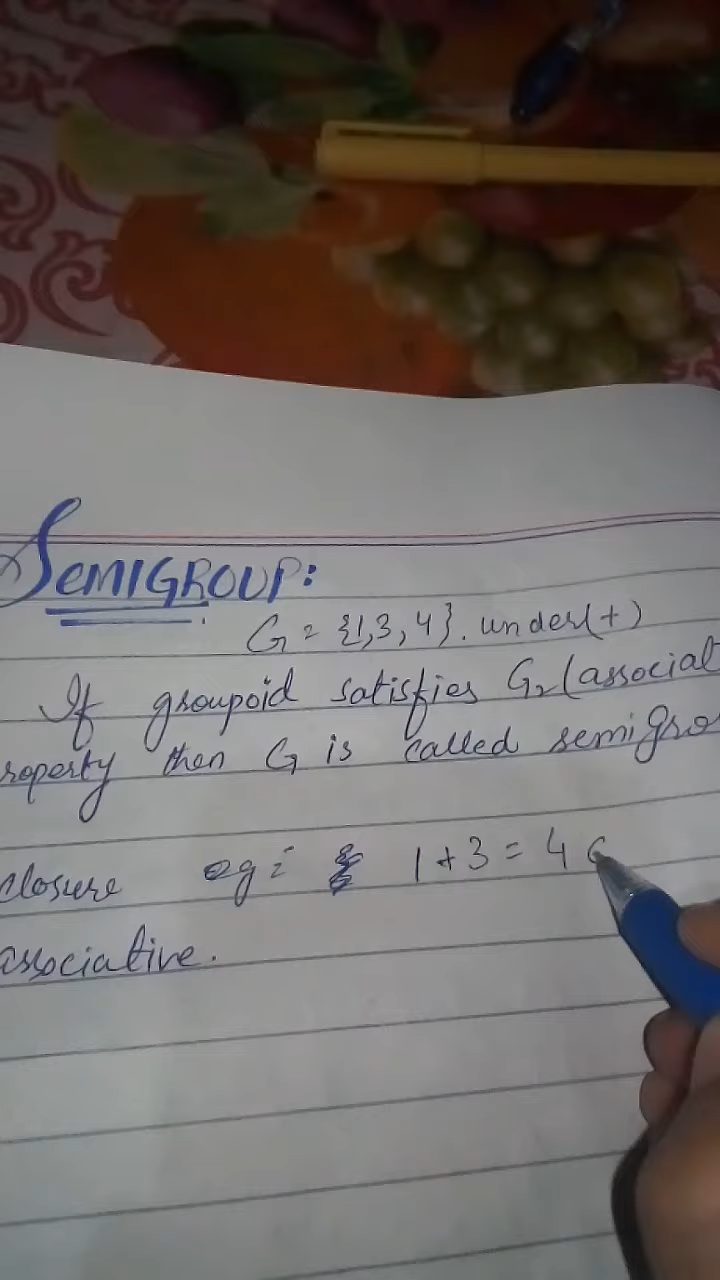 SEMIGROUP:
G = {1,3,4}. under(+)
If groupoid satisfies G₂ (associat
roperty then G is called semigro
closure eg: 1+3 = 4
associative.